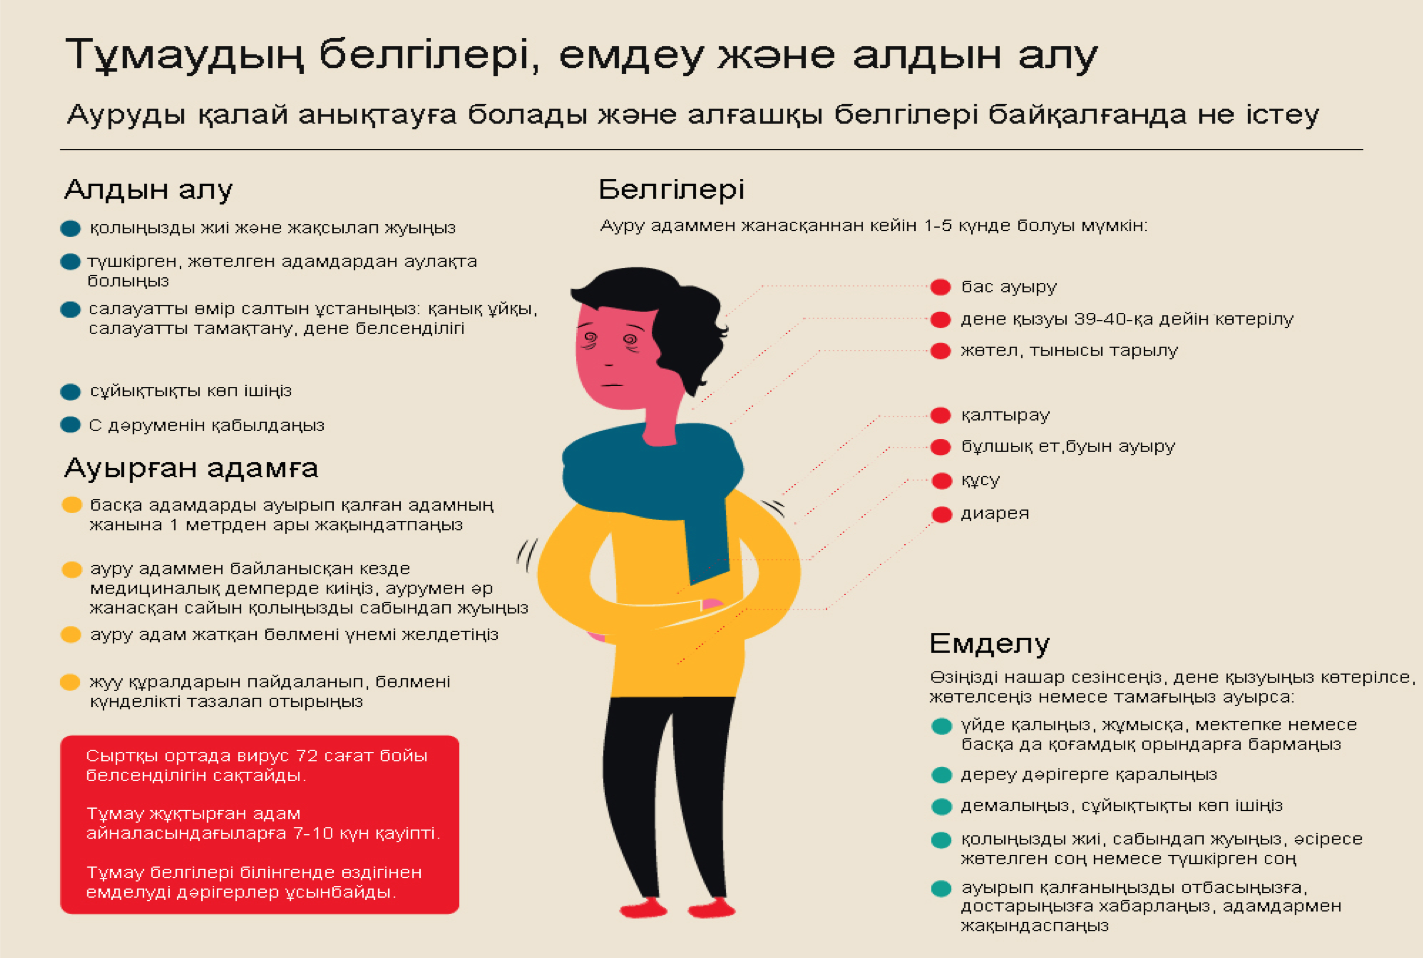 Тұмаудың белгілері, емдеу және алдын алу
Ауруды қалай анықтауға болады және алғашқы белгілері байқалғанда не істеу
Алдын алу
қолыңызды жиі және жақсылап жуыңыз
түшкірген, жөтелген адамдардан аулақта
болыңыз
салауатты өмір салтын ұстаныңыз: қанық ұйқы,
салауатты тамақтану, дене белсенділігі
сұйықтықты көп ішіңіз
С дәруменін қабылдаңыз
Ауырған адамға
басқа адамдарды ауырып қалған адамның
жанына 1 метрден ары жақындатпаңыз
ауру адаммен байланысқан кезде
медициналық демперде киіңіз, аурумен әр
жанасқан сайын қолыңызды сабындап жуыңыз
ауру адам жатқан бөлмені үнемі желдетіңіз
жуу құралдарын пайдаланып, бөлмені
күнделікті тазалап отырыңыз
Сыртқы ортада вирус 72 сағат бойы
белсенділігін сақтайды.
Тұмау жұқтырған адам
айналасындағыларға 7-10 күн қауіпті.
Тұмау белгілері білінгенде өздігінен
емделуді дәрігерлер ұсынбайды.
Белгілері
Ауру адаммен жанасқаннан кейін 1-5 күнде болуы мүмкін:
бас ауыру
дене қызуы 39-40-қа дейін көтерілу
жөтел, тынысы тарылу
қалтырау
бұлшық ет,буын ауыру
құсу
диарея
Емделу
Өзіңізді нашар сезінсеңіз, дене қызуыңыз көтерілсе,
жөтелсеңіз немесе тамағыңыз ауырса:
үйде қалыңыз, жұмысқа, мектепке немесе
басқа да қоғамдық орындарға бармаңыз
дереу дәрігерге қаралыңыз
демалыңыз, сұйықтықты көп ішіңіз
қолыңызды жиі, сабындап жуыңыз, әсіресе
жөтелген соң немесе түшкірген соң
ауырып қалғаныңызды отбасыңызға,
достарыңызға хабарлаңыз, адамдармен
жақындаспаңыз